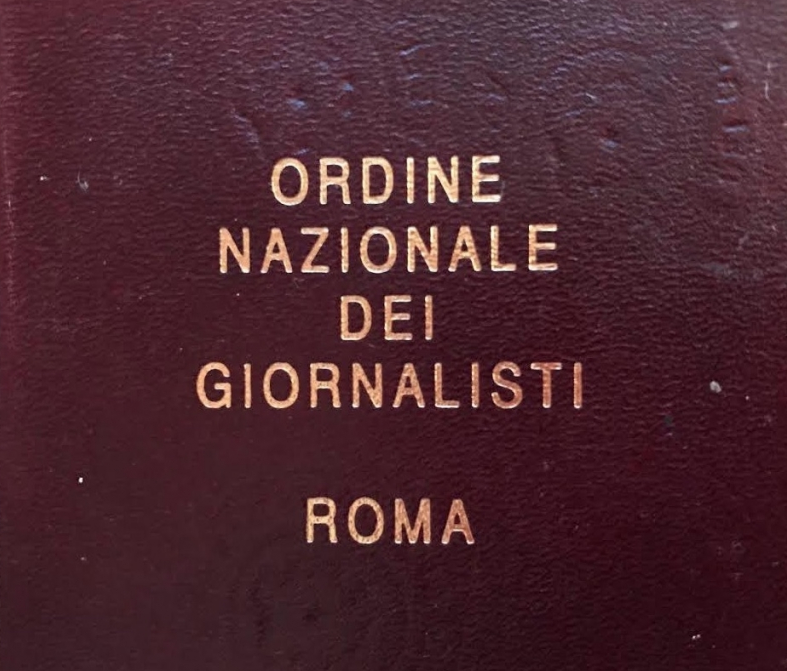 ORDINE
NAZIONALE
DEI
GIORNALISTI
ROMA